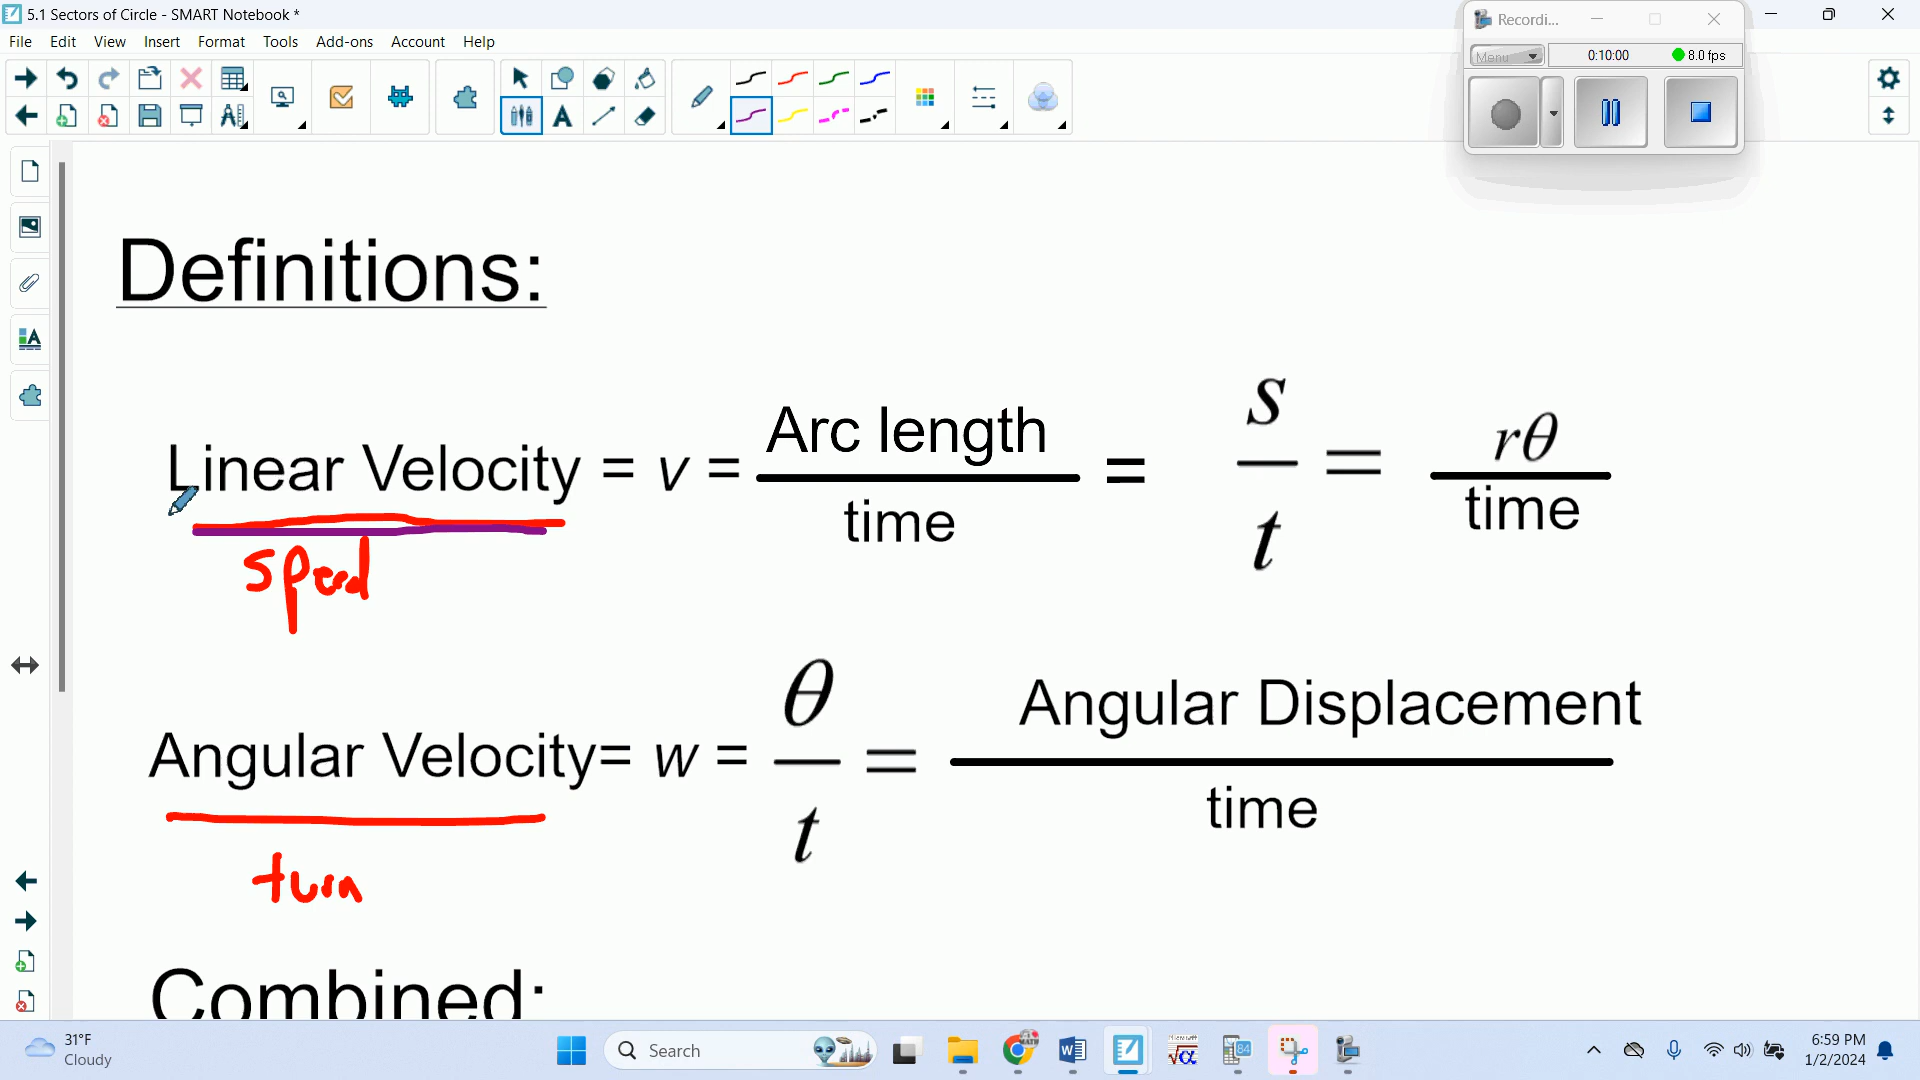 5.1 Sectors of Circle - SMART Notebook *
Recordi...
File Edit View Insert Format Tools Add-ons Account Help
Menu 0:10:00 8.0 fps
Definitions:
Linear Velocity = v = Arc length / time = s / t = rθ / time
speed
Angular Velocity= w = θ / t = Angular Displacement / time
turn
Combined:
31°F
Cloudy
Search
84
6:59 PM
1/2/2024